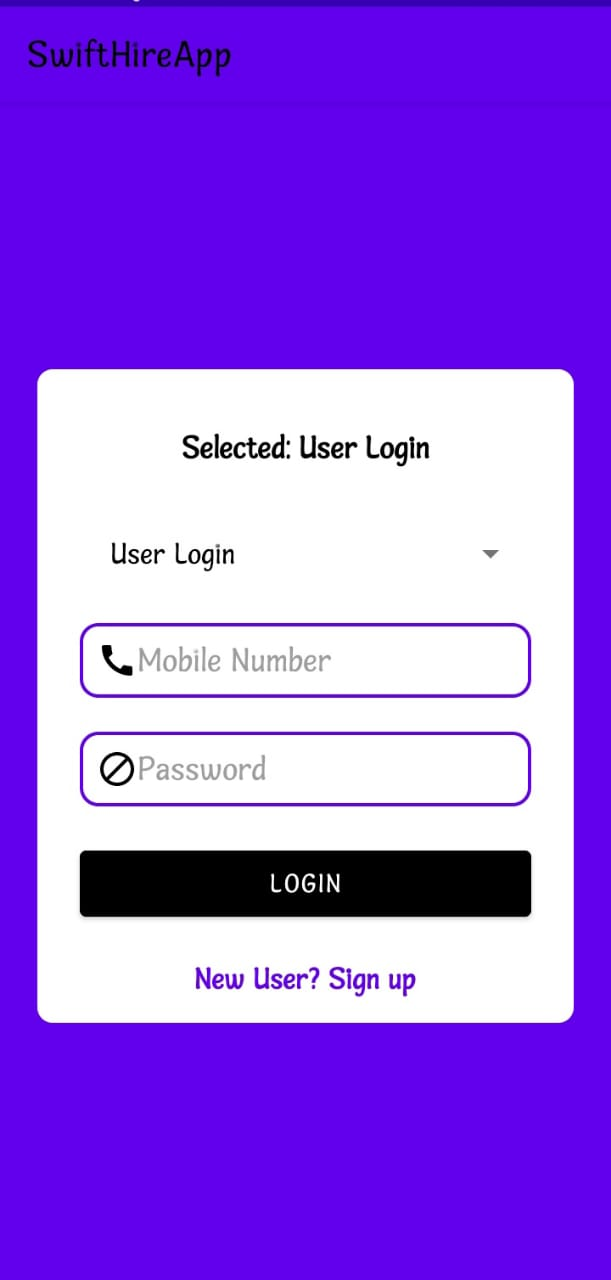 SwiftHireApp
Selected: User Login
User Login
Mobile Number
Password
LOGIN
New User? Sign up